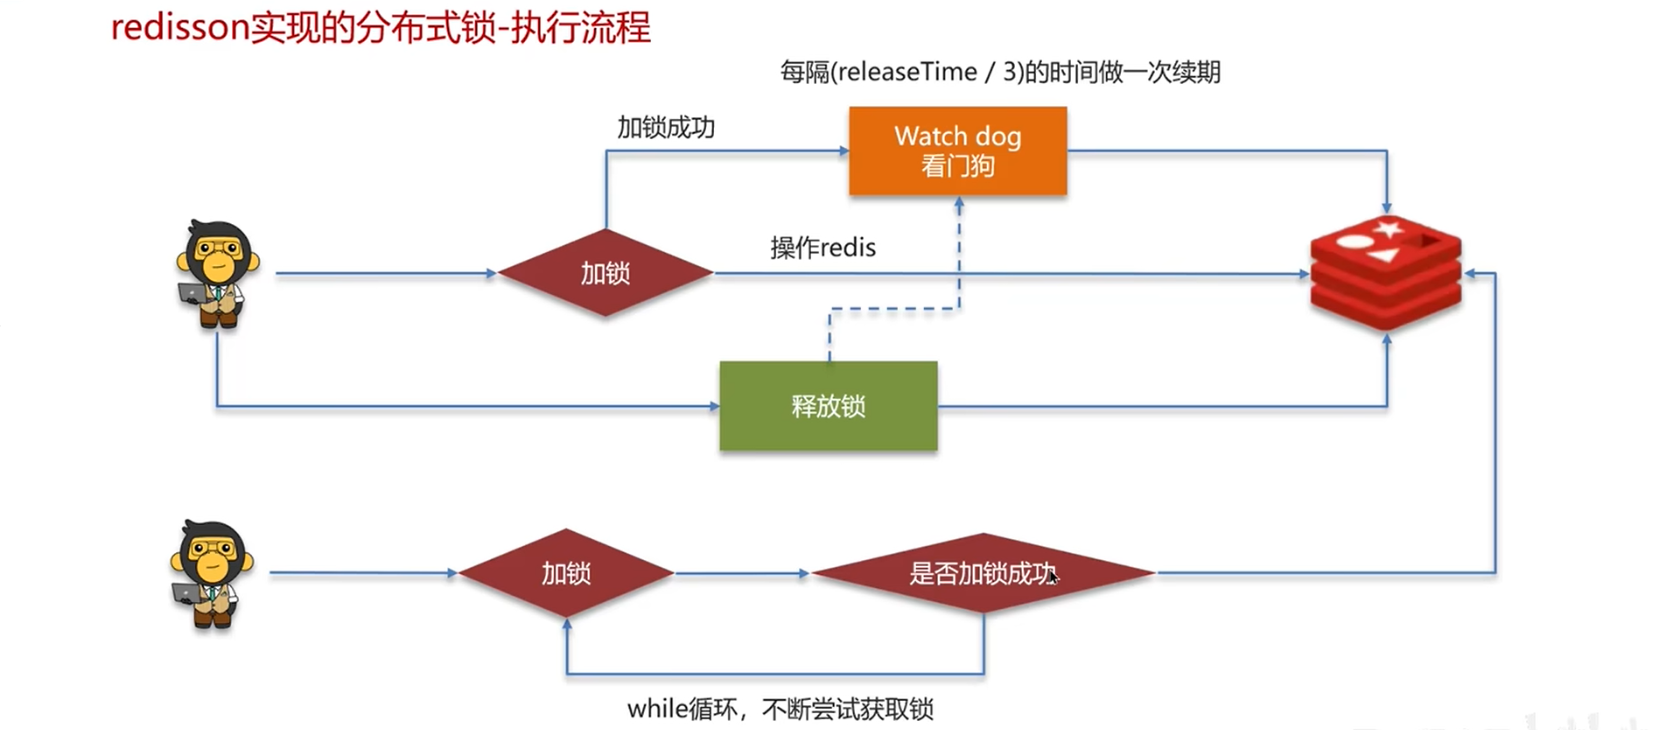 redisson实现的分布式锁-执行流程
每隔(releaseTime / 3)的时间做一次续期
加锁成功
Watch dog
看门狗
操作redis
加锁
释放锁
加锁
是否加锁成功
while循环，不断尝试获取锁